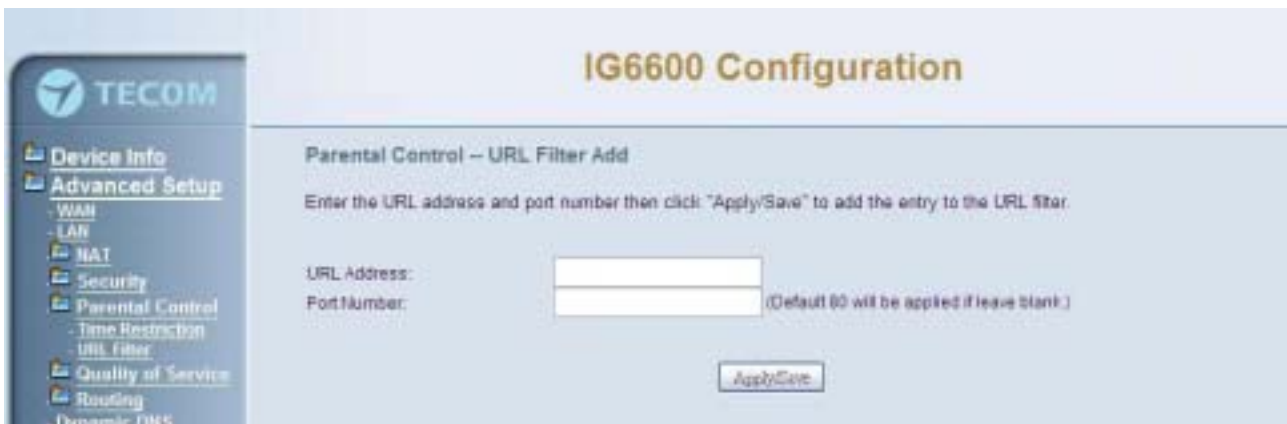 IG6600 Configuration
TECOM
Device Info
Advanced Setup
- WAN
- LAN
NAT
Security
Parental Control
- Time Restriction
- URL Filter
Quality of Service
Routing
- Dynamic DNS
Parental Control -- URL Filter Add
Enter the URL address and port number then click "Apply/Save" to add the entry to the URL filter.
URL Address:
Port Number:
(Default 80 will be applied if leave blank.)
Apply/Save